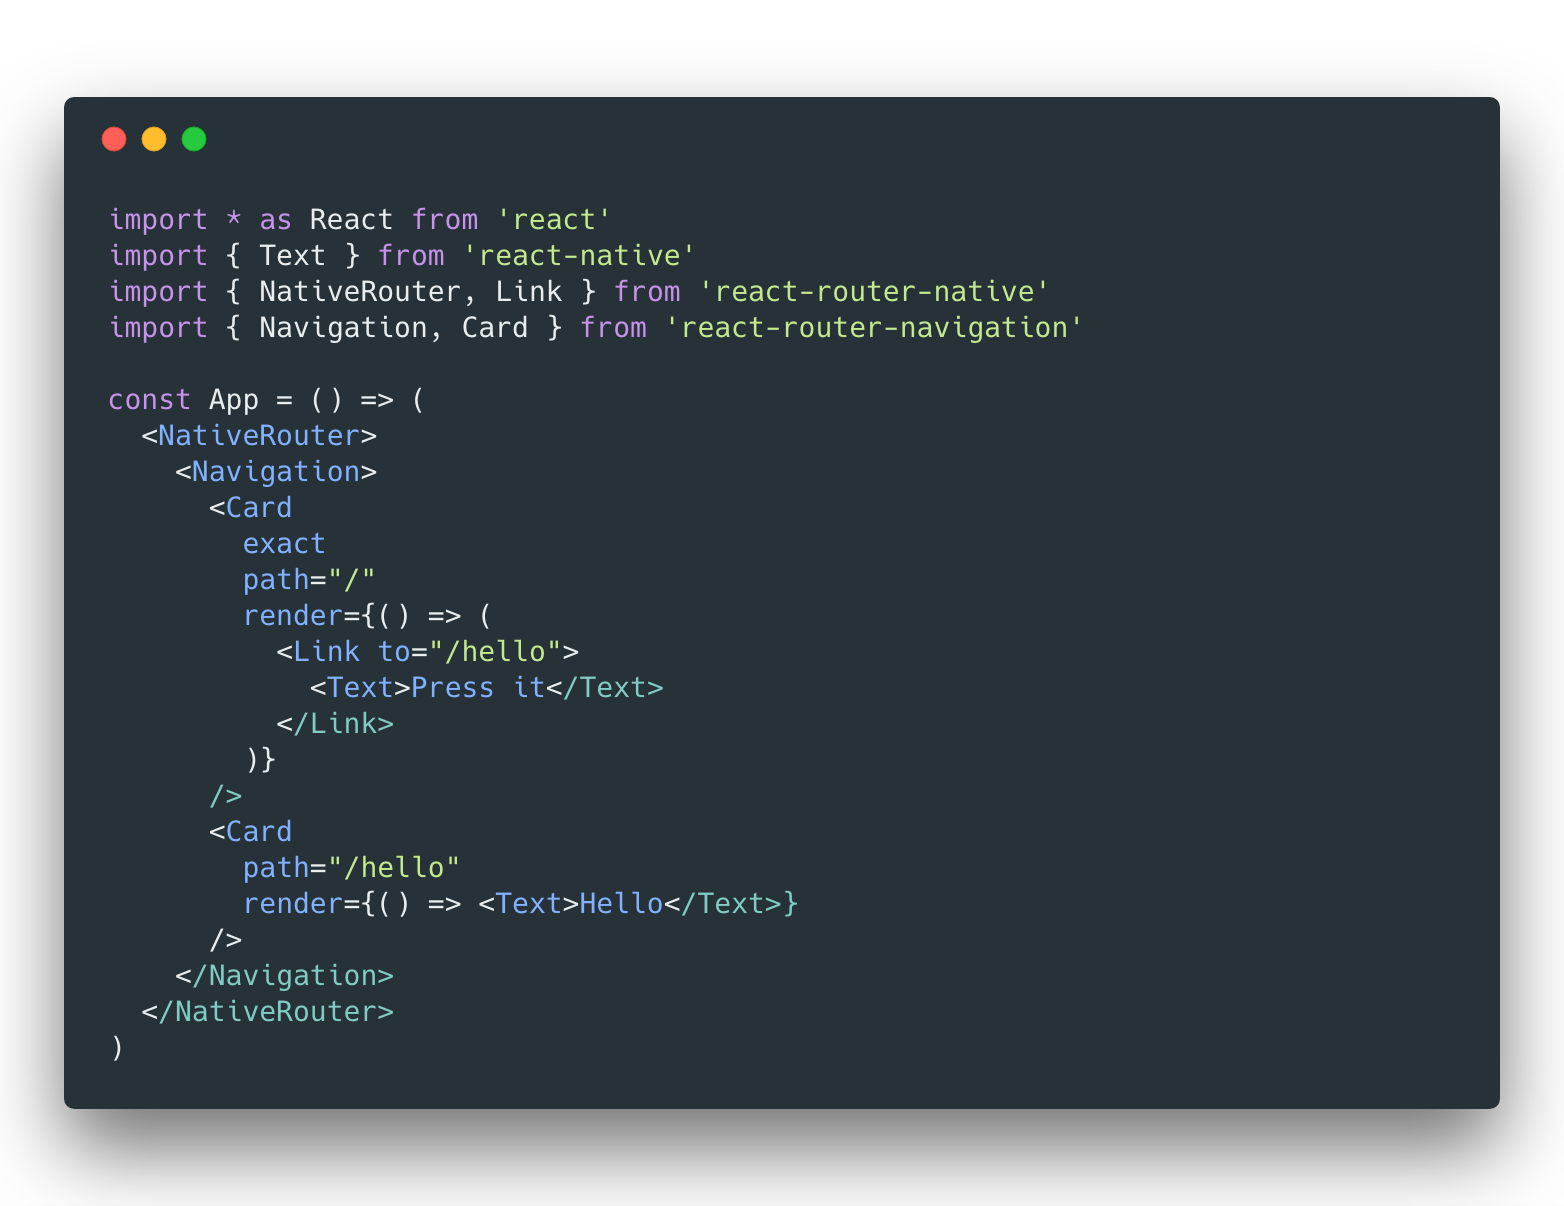 import * as React from 'react'
import { Text } from 'react-native'
import { NativeRouter, Link } from 'react-router-native'
import { Navigation, Card } from 'react-router-navigation'

const App = () => (
  <NativeRouter>
    <Navigation>
      <Card
        exact
        path="/"
        render={() => (
          <Link to="/hello">
            <Text>Press it</Text>
          </Link>
        )}
      />
      <Card
        path="/hello"
        render={() => <Text>Hello</Text>}
      />
    </Navigation>
  </NativeRouter>
)